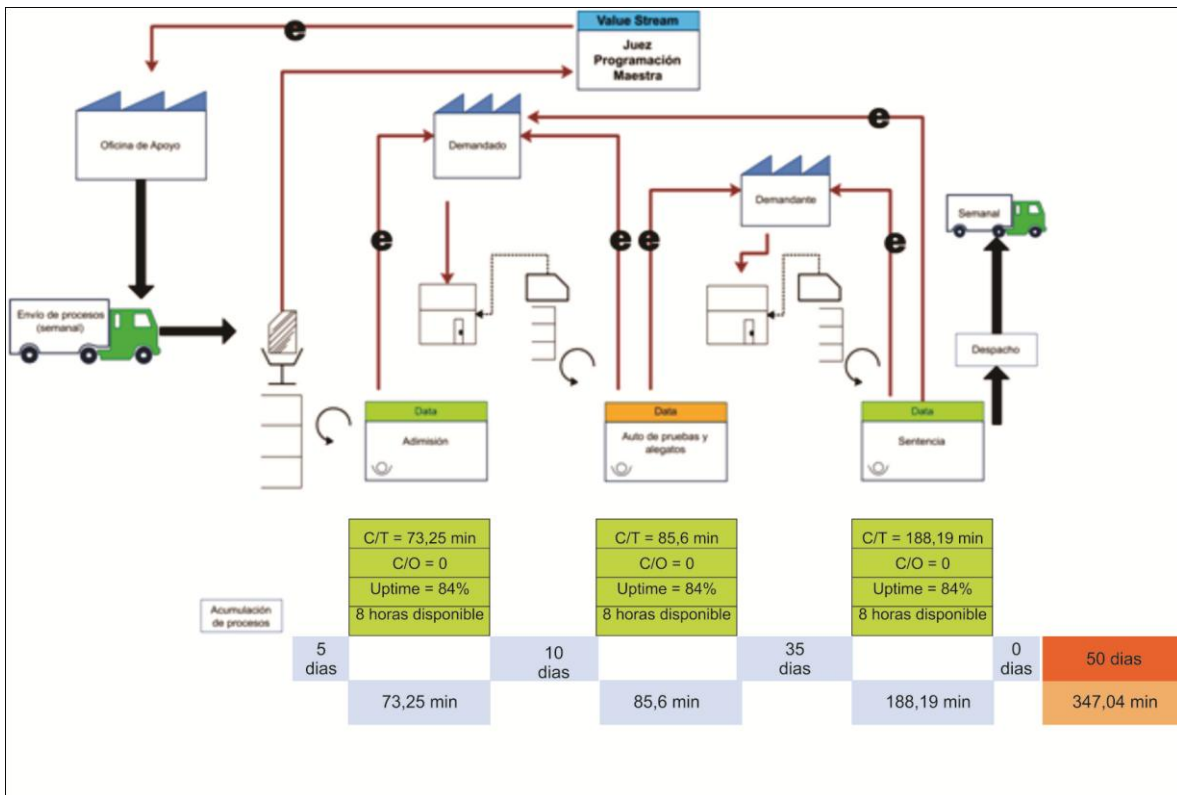 Value Stream
Juez
Programación
Maestra
e
Oficina de Apoyo
Demandado
e
Demandante
Semanal
e
e
e
e
Envío de procesos
(semanal)
Despacho
Data
Adimisión
Data
Auto de pruebas y
alegatos
Data
Sentencia
C/T = 73,25 min
C/O = 0
Uptime = 84%
8 horas disponible
C/T = 85,6 min
C/O = 0
Uptime = 84%
8 horas disponible
C/T = 188,19 min
C/O = 0
Uptime = 84%
8 horas disponible
Acumulación
de procesos
5
dias
10
dias
35
dias
0
dias
50 dias
73,25 min
85,6 min
188,19 min
347,04 min